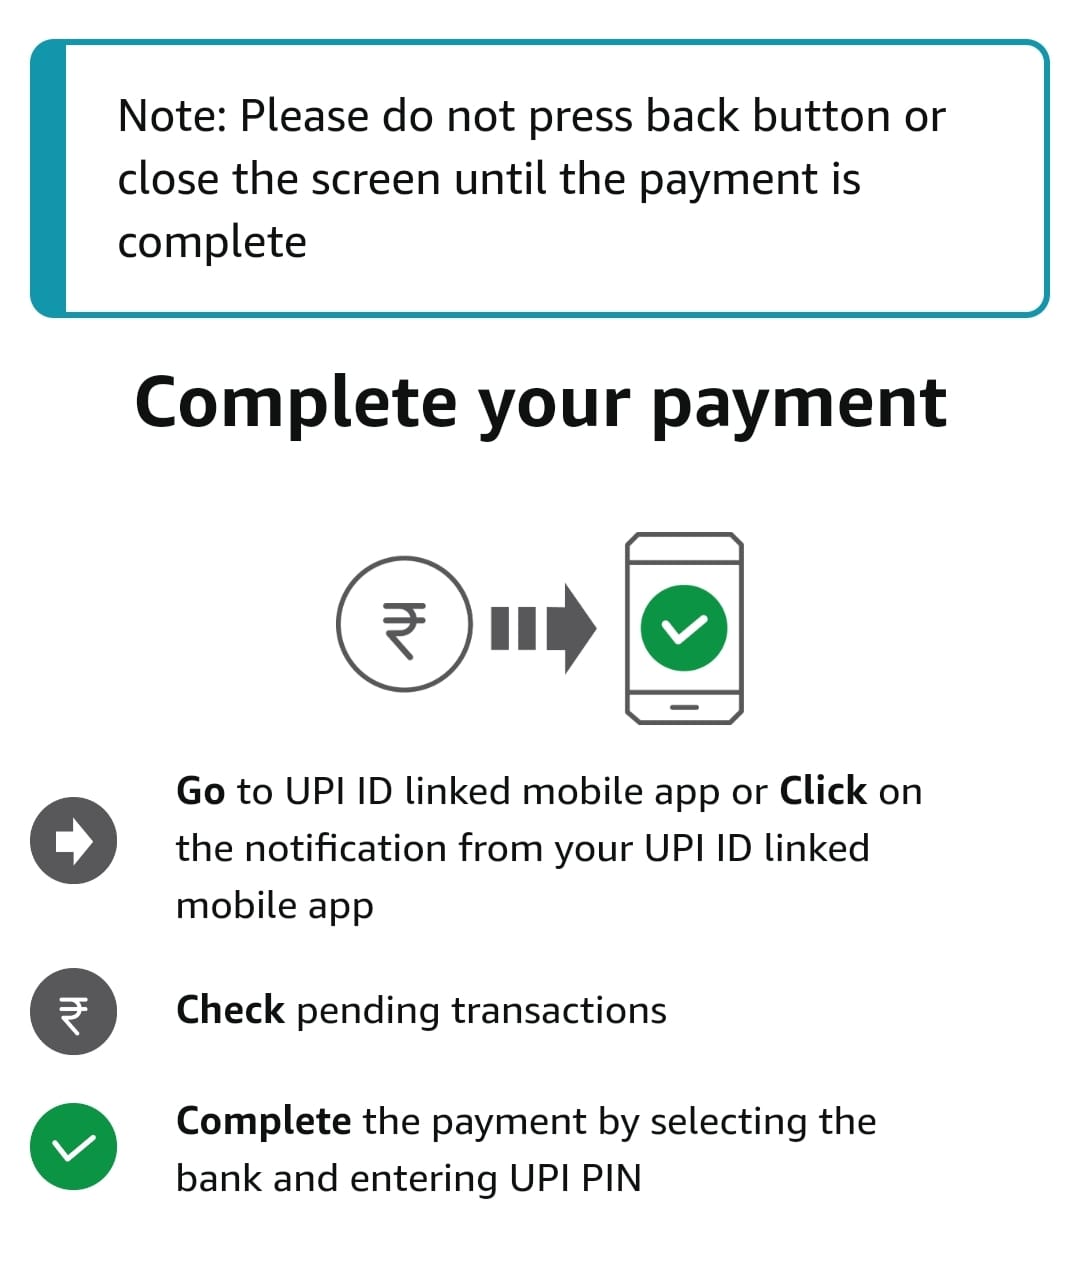 Note: Please do not press back button or
close the screen until the payment is
complete
Complete your payment
₹
Go to UPI ID linked mobile app or Click on
the notification from your UPI ID linked
mobile app
₹
Check pending transactions
Complete the payment by selecting the
bank and entering UPI PIN